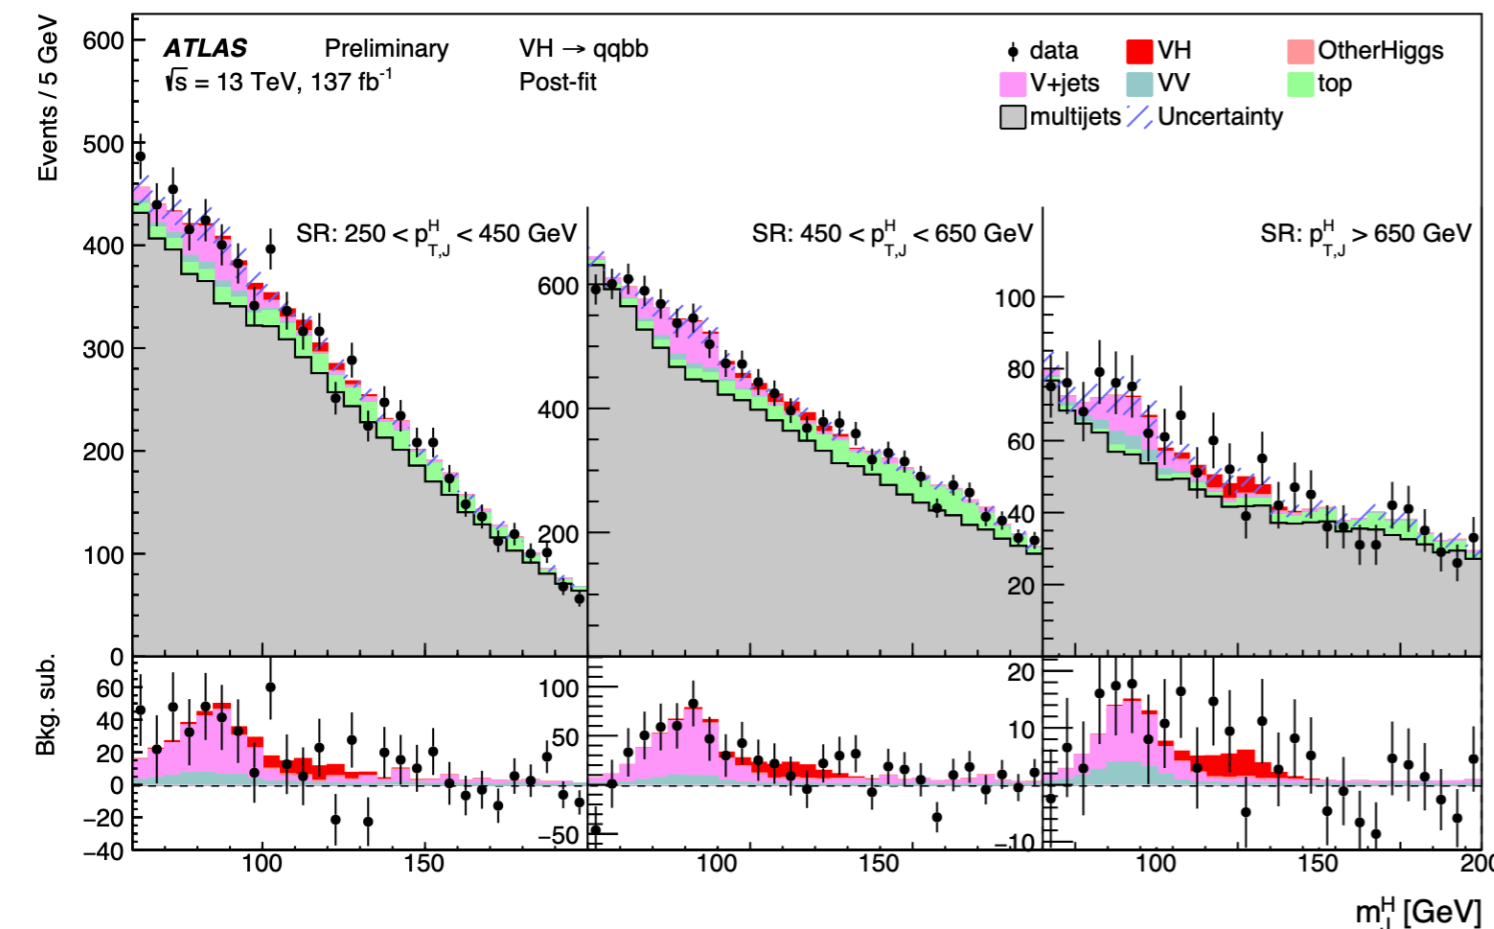 Events / 5 GeV
600
500
400
300
200
100
0
ATLAS Preliminary VH → qqbb
√s = 13 TeV, 137 fb⁻¹ Post-fit
data VH OtherHiggs
V+jets VV top
multijets Uncertainty
SR: 250 < p^H_T,J < 450 GeV
SR: 450 < p^H_T,J < 650 GeV
SR: p^H_T,J > 650 GeV
600
400
200
100
80
60
40
20
Bkg. sub.
60
40
20
0
−20
−40
100
50
0
−50
20
10
0
−10
100 150 100 150 100 150 200
m^H_J [GeV]